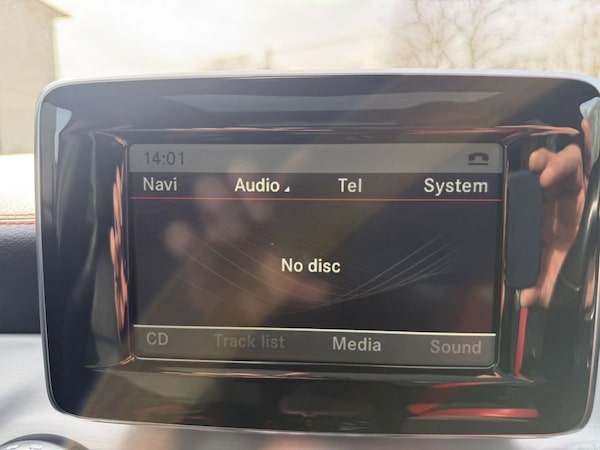 14:01
Navi Audio Tel System
No disc
CD Track list Media Sound